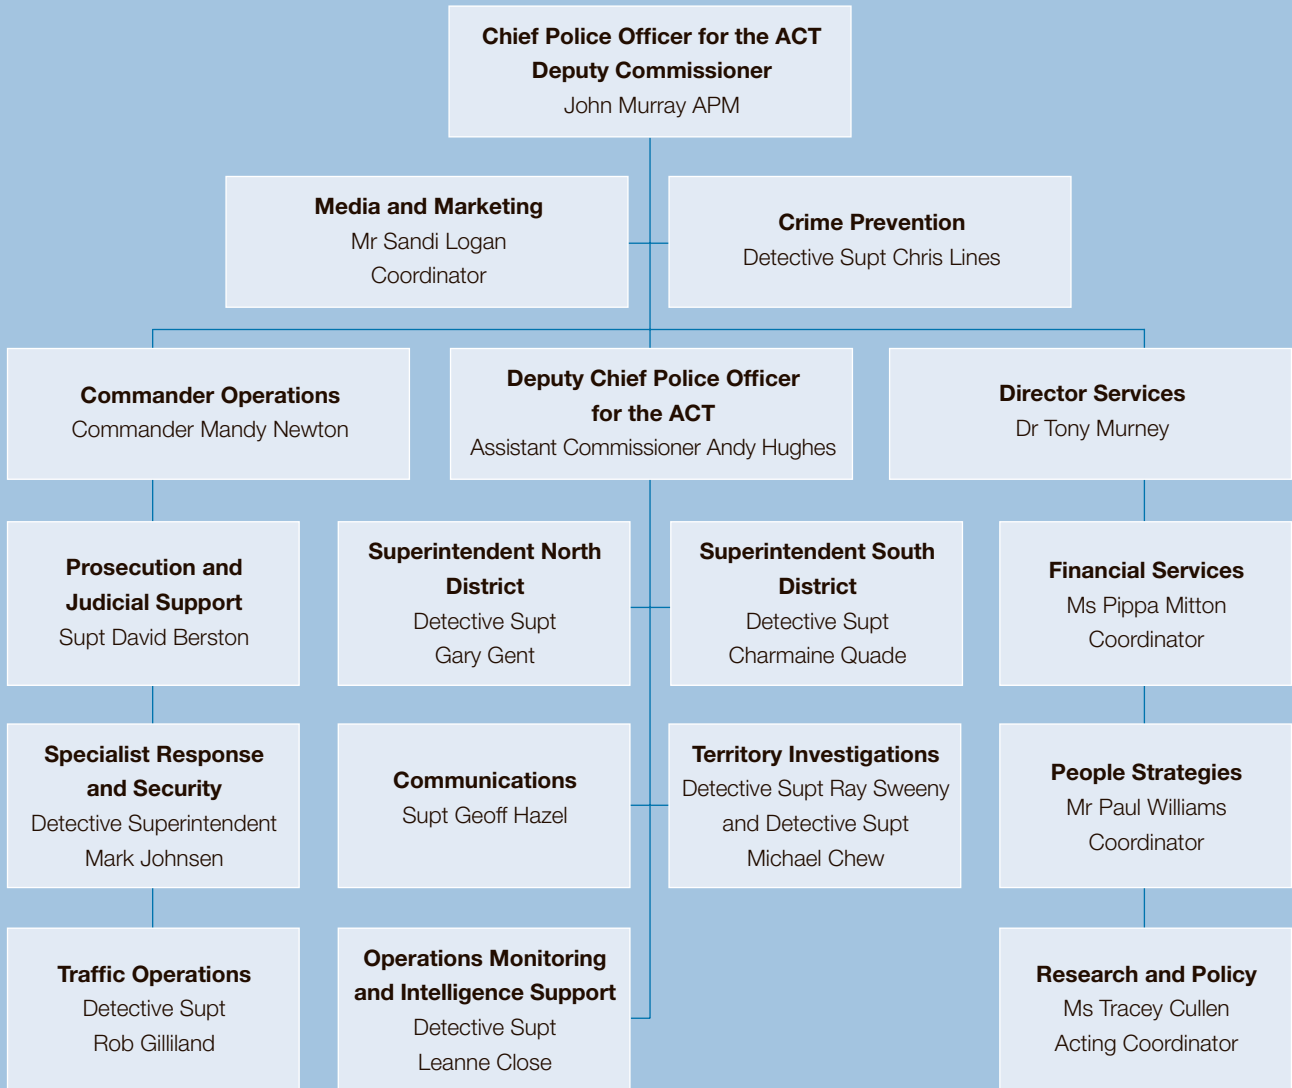 Chief Police Officer for the ACT
Deputy Commissioner
John Murray APM
Media and Marketing
Mr Sandi Logan
Coordinator
Crime Prevention
Detective Supt Chris Lines
Commander Operations
Commander Mandy Newton
Deputy Chief Police Officer
for the ACT
Assistant Commissioner Andy Hughes
Director Services
Dr Tony Murney
Prosecution and
Judicial Support
Supt David Berston
Superintendent North
District
Detective Supt
Gary Gent
Superintendent South
District
Detective Supt
Charmaine Quade
Financial Services
Ms Pippa Mitton
Coordinator
Specialist Response
and Security
Detective Superintendent
Mark Johnsen
Communications
Supt Geoff Hazel
Territory Investigations
Detective Supt Ray Sweeny
and Detective Supt
Michael Chew
People Strategies
Mr Paul Williams
Coordinator
Traffic Operations
Detective Supt
Rob Gilliland
Operations Monitoring
and Intelligence Support
Detective Supt
Leanne Close
Research and Policy
Ms Tracey Cullen
Acting Coordinator